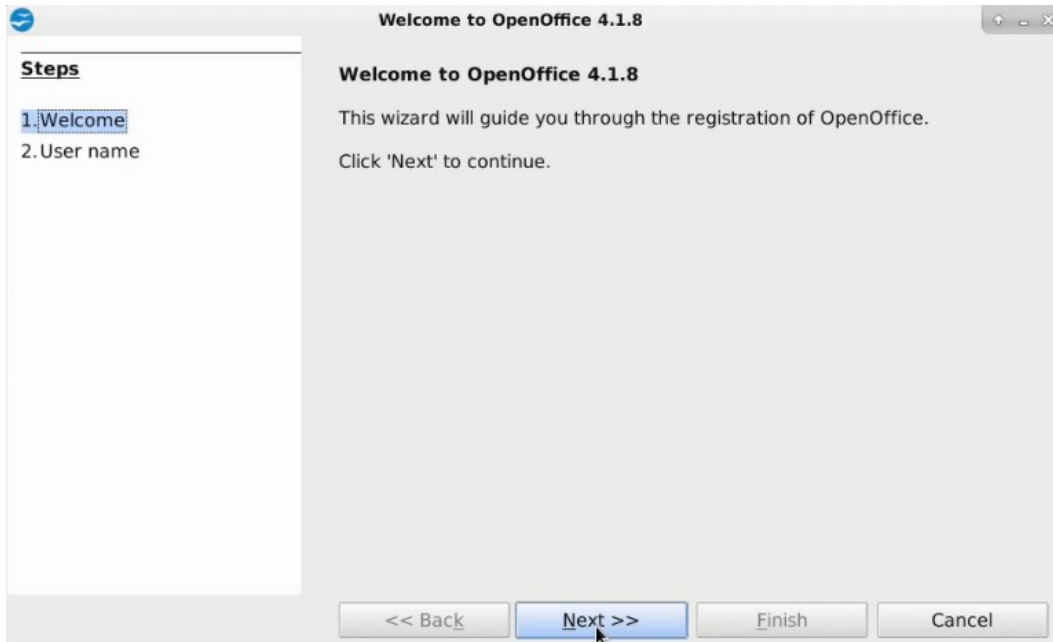 Welcome to OpenOffice 4.1.8
Steps
1.Welcome
2.User name
Welcome to OpenOffice 4.1.8
This wizard will guide you through the registration of OpenOffice.
Click 'Next' to continue.
<< Back
Next >>
Finish
Cancel